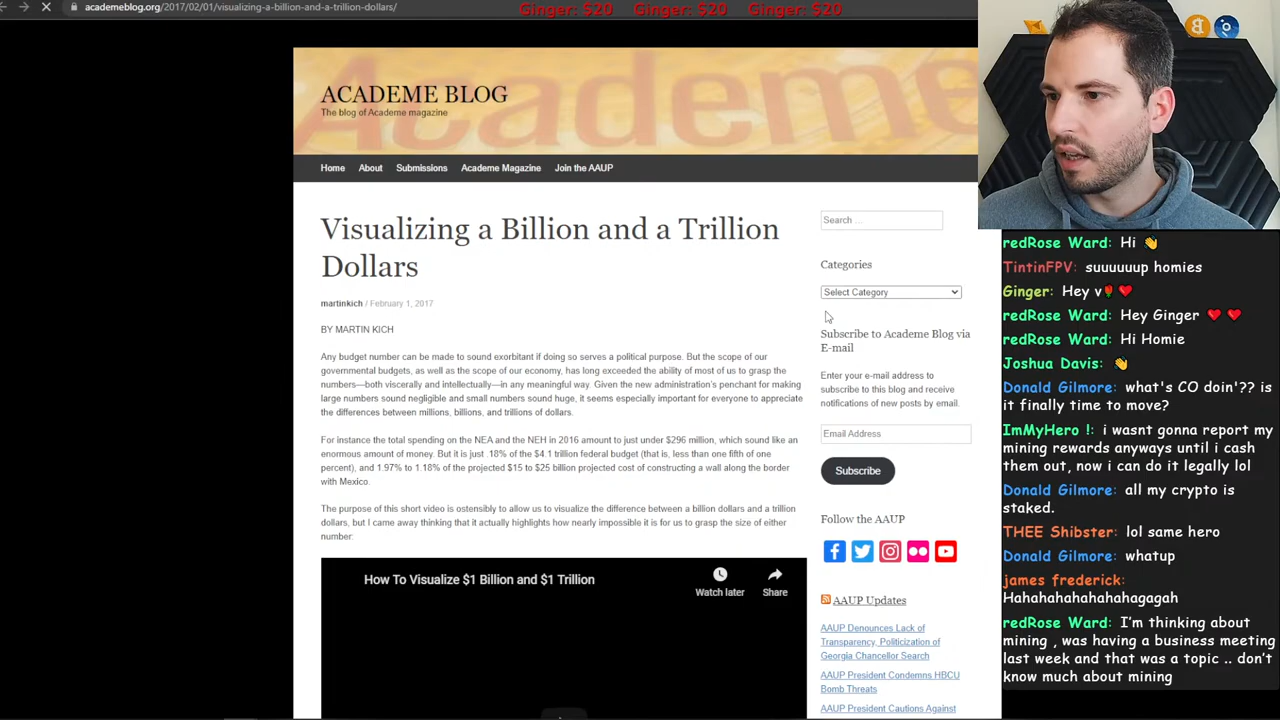 academeblog.org/2017/02/01/visualizing-a-billion-and-a-trillion-dollars/
Ginger: $20 Ginger: $20 Ginger: $20
ACADEME BLOG
The blog of Academe magazine
Home About Submissions Academe Magazine Join the AAUP
Visualizing a Billion and a Trillion
Dollars
martinkich / February 1, 2017
BY MARTIN KICH
Any budget number can be made to sound exorbitant if doing so serves a political purpose. But the scope of our
governmental budgets, as well as the scope of our economy, has long exceeded the ability of most of us to grasp the
numbers—both viscerally and intellectually—in any meaningful way. Given the new administration's penchant for making
large numbers sound negligible and small numbers sound huge, it seems especially important for everyone to appreciate
the differences between millions, billions, and trillions of dollars.
For instance the total spending on the NEA and the NEH in 2016 amount to just under $296 million, which sound like an
enormous amount of money. But it is just .18% of the $4.1 trillion federal budget (that is, less than one fifth of one
percent), and 1.97% to 1.18% of the projected $15 to $25 billion projected cost of constructing a wall along the border
with Mexico.
The purpose of this short video is ostensibly to allow us to visualize the difference between a billion dollars and a trillion
dollars, but I came away thinking that it actually highlights how nearly impossible it is for us to grasp the size of either
number:
How To Visualize $1 Billion and $1 Trillion
Watch later
Share
Search ...
Categories
Select Category
Subscribe to Academe Blog via
E-mail
Enter your e-mail address to
subscribe to this blog and receive
notifications of new posts by email.
Email Address
Subscribe
Follow the AAUP
AAUP Updates
AAUP Denounces Lack of
Transparency, Politicization of
Georgia Chancellor Search
AAUP President Condemns HBCU
Bomb Threats
AAUP President Cautions Against
redRose Ward: Hi 👋
TintinFPV: suuuuuup homies
Ginger: Hey v🌹❤️
redRose Ward: Hey Ginger ❤️ ❤️
redRose Ward: Hi Homie
Joshua Davis: 👋
Donald Gilmore: what's CO doin'?? is
it finally time to move?
ImMyHero !: i wasnt gonna report my
mining rewards anyways until i cash
them out, now i can do it legally lol
Donald Gilmore: all my crypto is
staked.
THEE Shibster: lol same hero
Donald Gilmore: whatup
james frederick:
Hahahahahahahagagah
redRose Ward: I'm thinking about
mining , was having a business meeting
last week and that was a topic .. don't
know much about mining